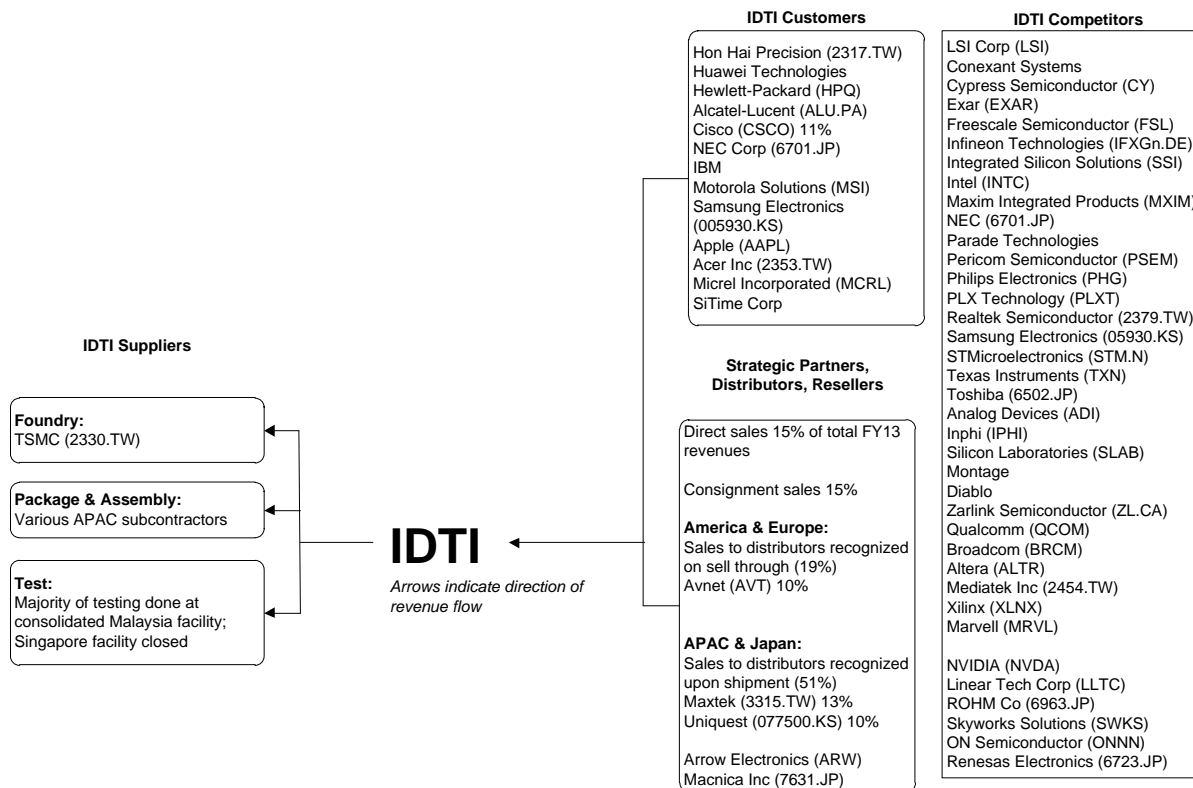 IDTI Customers
Hon Hai Precision (2317.TW)
Huawei Technologies
Hewlett-Packard (HPQ)
Alcatel-Lucent (ALU.PA)
Cisco (CSCO) 11%
NEC Corp (6701.JP)
IBM
Motorola Solutions (MSI)
Samsung Electronics
(005930.KS)
Apple (AAPL)
Acer Inc (2353.TW)
Micrel Incorporated (MCRL)
SiTime Corp
IDTI Competitors
LSI Corp (LSI)
Conexant Systems
Cypress Semiconductor (CY)
Exar (EXAR)
Freescale Semiconductor (FSL)
Infineon Technologies (IFXGn.DE)
Integrated Silicon Solutions (SSI)
Intel (INTC)
Maxim Integrated Products (MXIM)
NEC (6701.JP)
Parade Technologies
Pericom Semiconductor (PSEM)
Philips Electronics (PHG)
PLX Technology (PLXT)
Realtek Semiconductor (2379.TW)
Samsung Electronics (05930.KS)
STMicroelectronics (STM.N)
Texas Instruments (TXN)
Toshiba (6502.JP)
Analog Devices (ADI)
Inphi (IPHI)
Silicon Laboratories (SLAB)
Montage
Diablo
Zarlink Semiconductor (ZL.CA)
Qualcomm (QCOM)
Broadcom (BRCM)
Altera (ALTR)
Mediatek Inc (2454.TW)
Xilinx (XLNX)
Marvell (MRVL)
NVIDIA (NVDA)
Linear Tech Corp (LLTC)
ROHM Co (6963.JP)
Skyworks Solutions (SWKS)
ON Semiconductor (ONNN)
Renesas Electronics (6723.JP)
IDTI Suppliers
Foundry:
TSMC (2330.TW)
Package & Assembly:
Various APAC subcontractors
Test:
Majority of testing done at
consolidated Malaysia facility;
Singapore facility closed
IDTI
Arrows indicate direction of
revenue flow
Strategic Partners,
Distributors, Resellers
Direct sales 15% of total FY13
revenues
Consignment sales 15%
America & Europe:
Sales to distributors recognized
on sell through (19%)
Avnet (AVT) 10%
APAC & Japan:
Sales to distributors recognized
upon shipment (51%)
Maxtek (3315.TW) 13%
Uniquest (077500.KS) 10%
Arrow Electronics (ARW)
Macnica Inc (7631.JP)